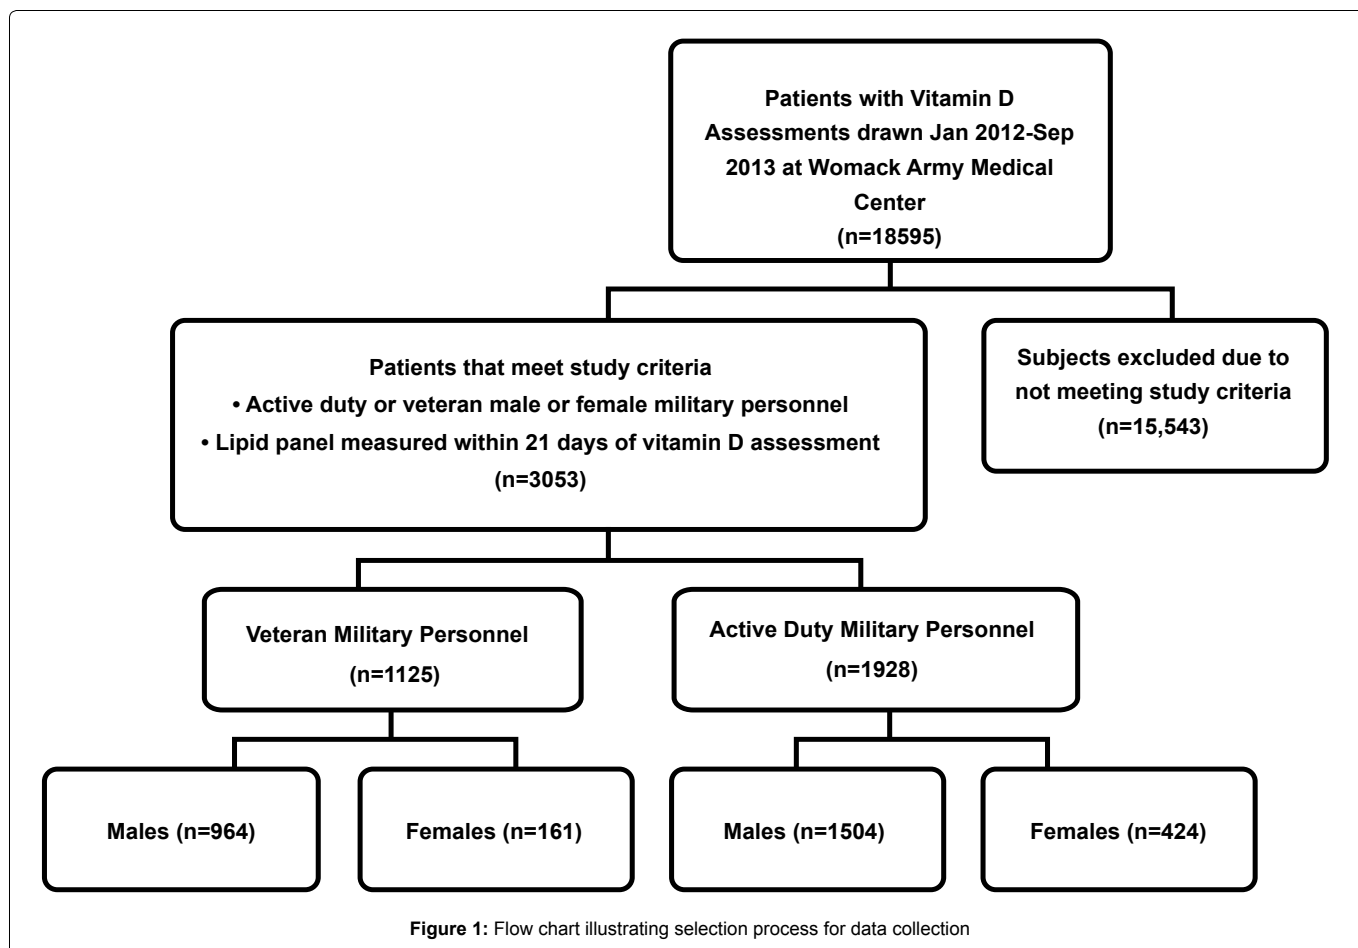 Patients with Vitamin D
Assessments drawn Jan 2012-Sep
2013 at Womack Army Medical
Center
(n=18595)
Patients that meet study criteria
• Active duty or veteran male or female military personnel
• Lipid panel measured within 21 days of vitamin D assessment
(n=3053)
Subjects excluded due to
not meeting study criteria
(n=15,543)
Veteran Military Personnel
(n=1125)
Active Duty Military Personnel
(n=1928)
Males (n=964)
Females (n=161)
Males (n=1504)
Females (n=424)
Figure 1: Flow chart illustrating selection process for data collection